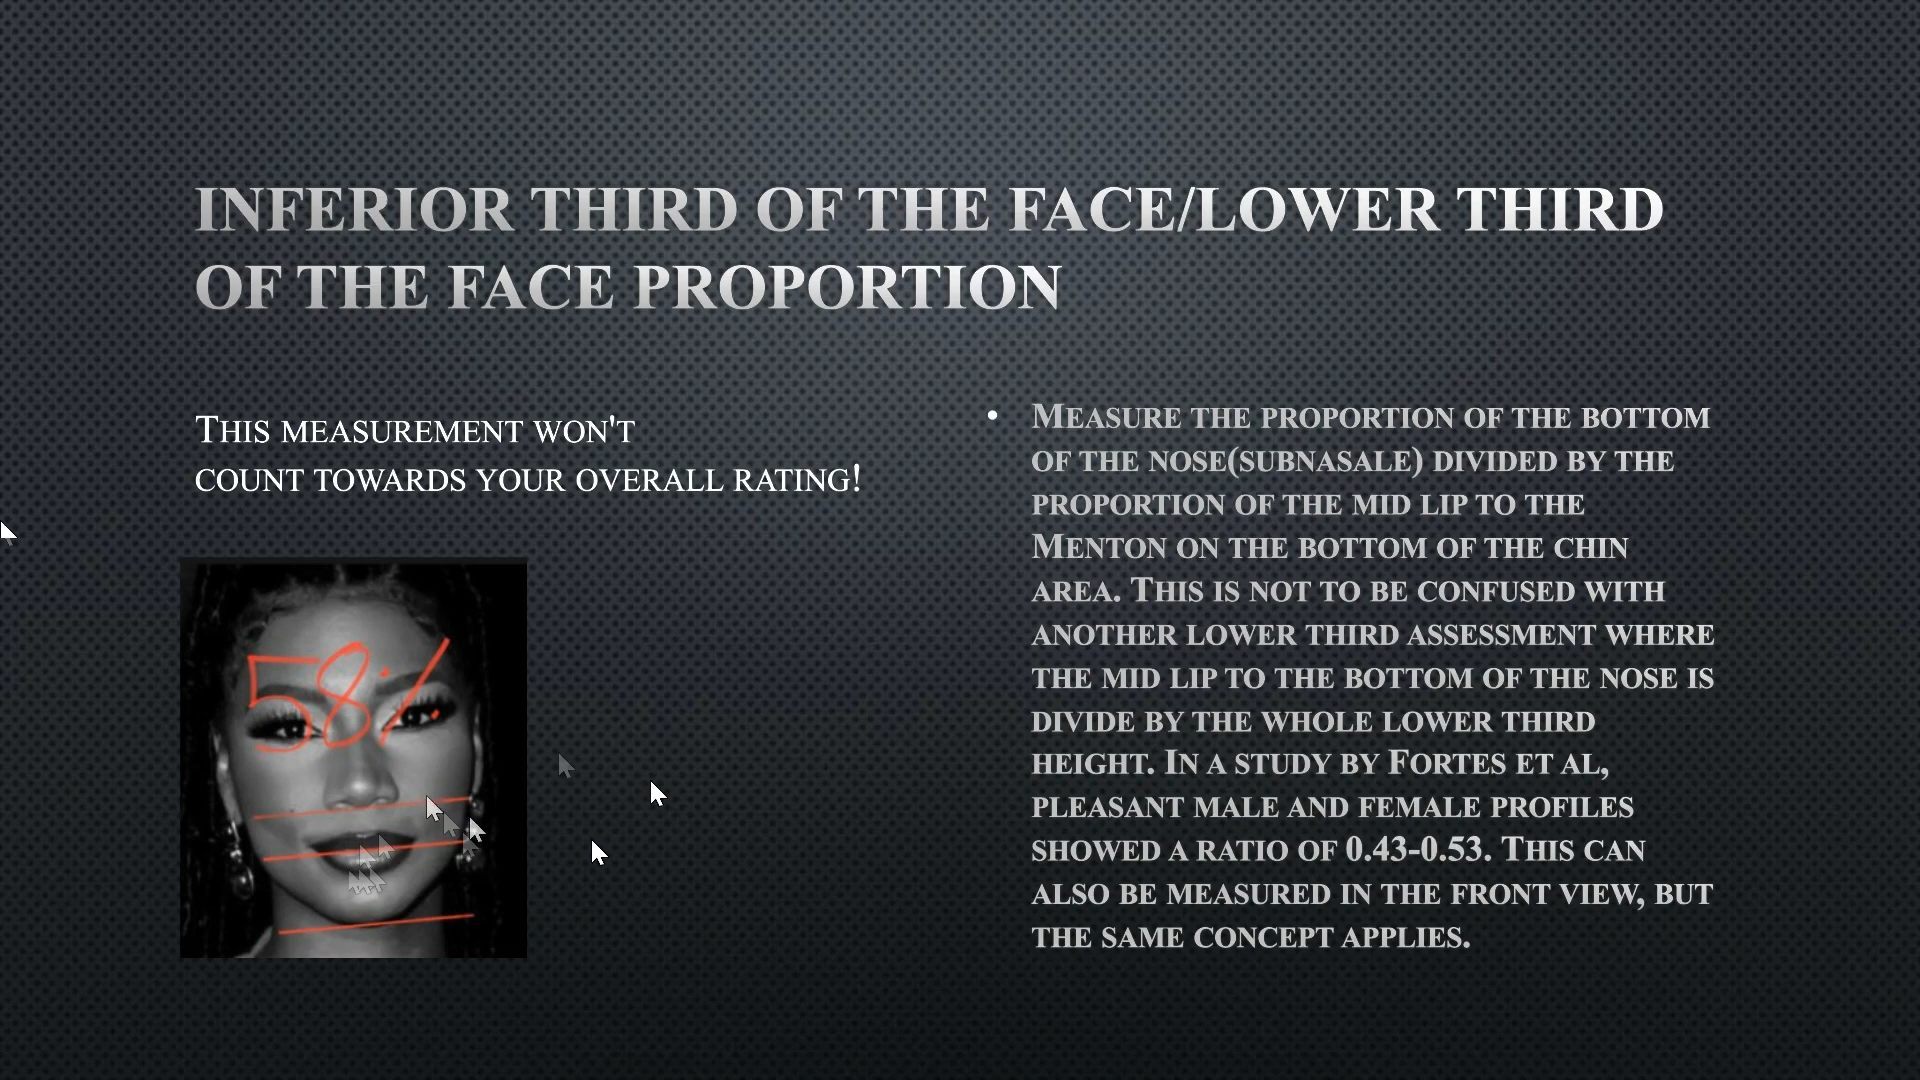 INFERIOR THIRD OF THE FACE/LOWER THIRD
OF THE FACE PROPORTION
THIS MEASUREMENT WON'T
COUNT TOWARDS YOUR OVERALL RATING!
58%
• MEASURE THE PROPORTION OF THE BOTTOM
OF THE NOSE(SUBNASALE) DIVIDED BY THE
PROPORTION OF THE MID LIP TO THE
MENTON ON THE BOTTOM OF THE CHIN
AREA. THIS IS NOT TO BE CONFUSED WITH
ANOTHER LOWER THIRD ASSESSMENT WHERE
THE MID LIP TO THE BOTTOM OF THE NOSE IS
DIVIDE BY THE WHOLE LOWER THIRD
HEIGHT. IN A STUDY BY FORTES ET AL,
PLEASANT MALE AND FEMALE PROFILES
SHOWED A RATIO OF 0.43-0.53. THIS CAN
ALSO BE MEASURED IN THE FRONT VIEW, BUT
THE SAME CONCEPT APPLIES.